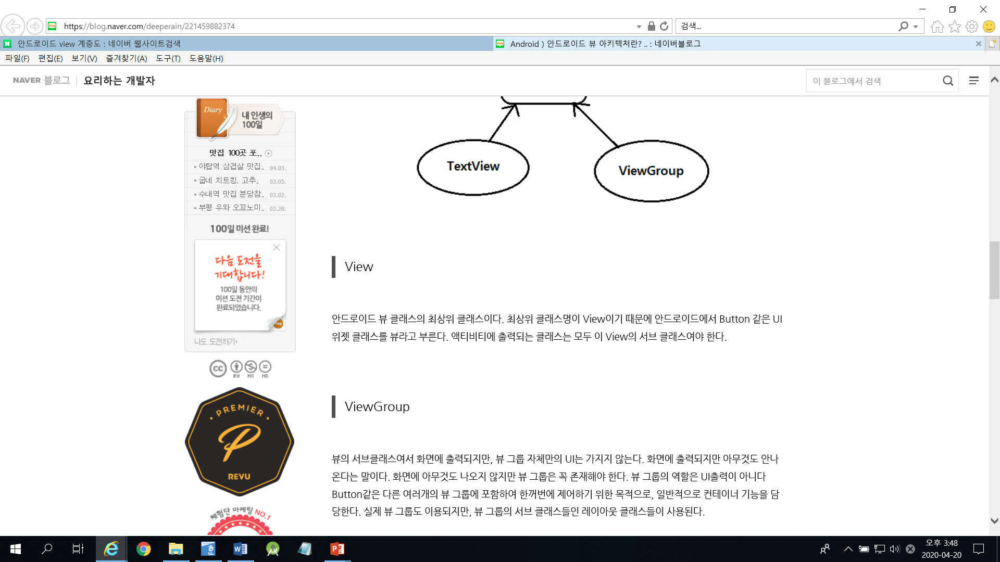 https://blog.naver.com/deeperain/221459882374
검색...
안드로이드 view 계층도 : 네이버 웹사이트검색
Android ) 안드로이드 뷰 아키텍처란? .. : 네이버블로그
파일(F) 편집(E) 보기(V) 즐겨찾기(A) 도구(T) 도움말(H)
NAVER 블로그 요리하는 개발자
이 블로그에서 검색
Diary
내 인생의
100일
맛집 100곳 포..
야탑역 삼겹살 맛집.. 04.03.
굽네 치트킹, 고추.. 03.05.
수내역 맛집 분당참.. 03.02.
부평 우와 오꼬노미.. 02.28.
100일 미션 완료!
다음 도전을
기대합니다!
100일 동안의
미션 도전 기간이
완료되었습니다.
100
나도 도전하기
cc BY NC ND
PREMIER
P
REVU
체험단 마케팅 NO.1
TextView
ViewGroup
View
안드로이드 뷰 클래스의 최상위 클래스이다. 최상위 클래스명이 View이기 때문에 안드로이드에서 Button 같은 UI
위젯 클래스를 뷰라고 부른다. 액티비티에 출력되는 클래스는 모두 이 View의 서브 클래스여야 한다.
ViewGroup
뷰의 서브클래스여서 화면에 출력되지만, 뷰 그룹 자체만의 UI는 가지지 않는다. 화면에 출력되지만 아무것도 안나
온다는 말이다. 화면에 아무것도 나오지 않지만 뷰 그룹은 꼭 존재해야 한다. 뷰 그룹의 역할은 UI출력이 아니다
Button같은 다른 여러개의 뷰 그룹에 포함하여 한꺼번에 제어하기 위한 목적으로, 일반적으로 컨테이너 기능을 담
당한다. 실제 뷰 그룹도 이용되지만, 뷰 그룹의 서브 클래스들인 레이아웃 클래스들이 사용된다.
오후 3:48
2020-04-20